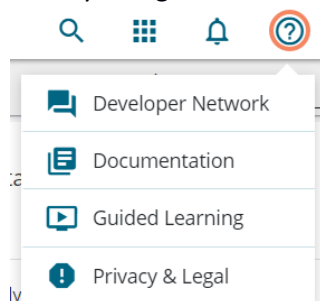 Developer Network
Documentation
Guided Learning
Privacy & Legal